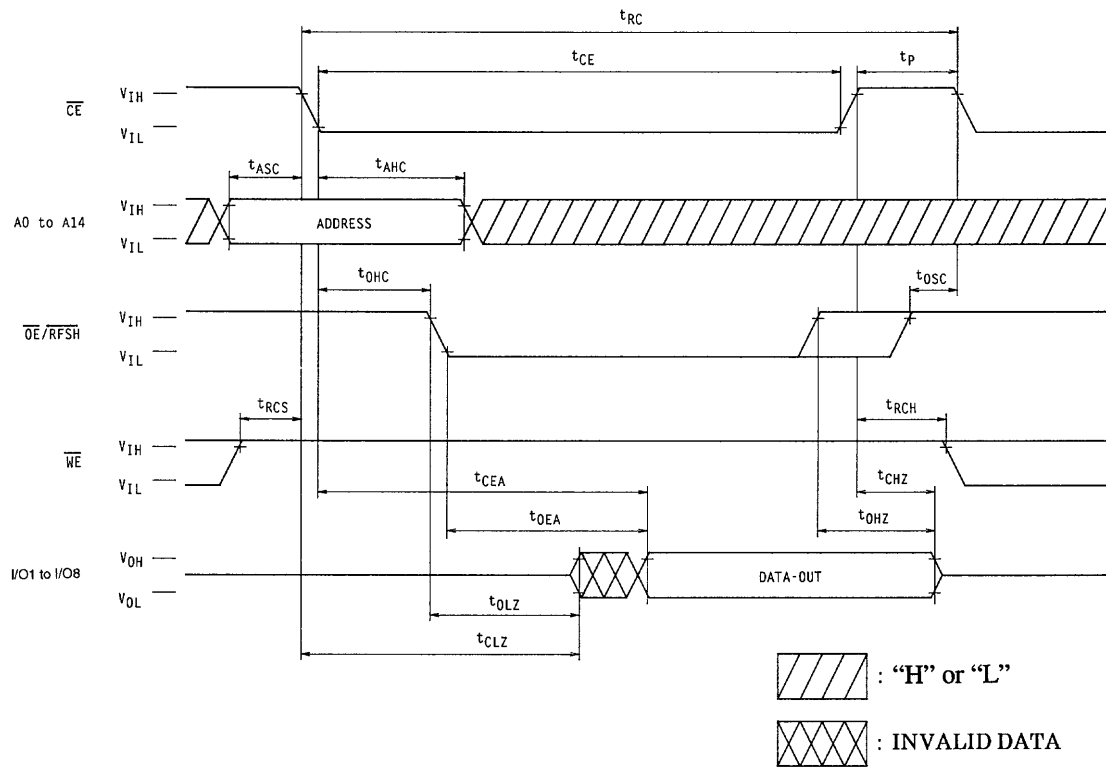 tRC
tCE
tP
CE
VIH
VIL
tASC
tAHC
A0 to A14
VIH
VIL
ADDRESS
tOHC
tOSC
OE/RFSH
VIH
VIL
tRCS
tRCH
WE
VIH
VIL
tCEA
tCHZ
tOEA
tOHZ
I/O1 to I/O8
VOH
VOL
DATA-OUT
tOLZ
tCLZ
: “H” or “L”
: INVALID DATA